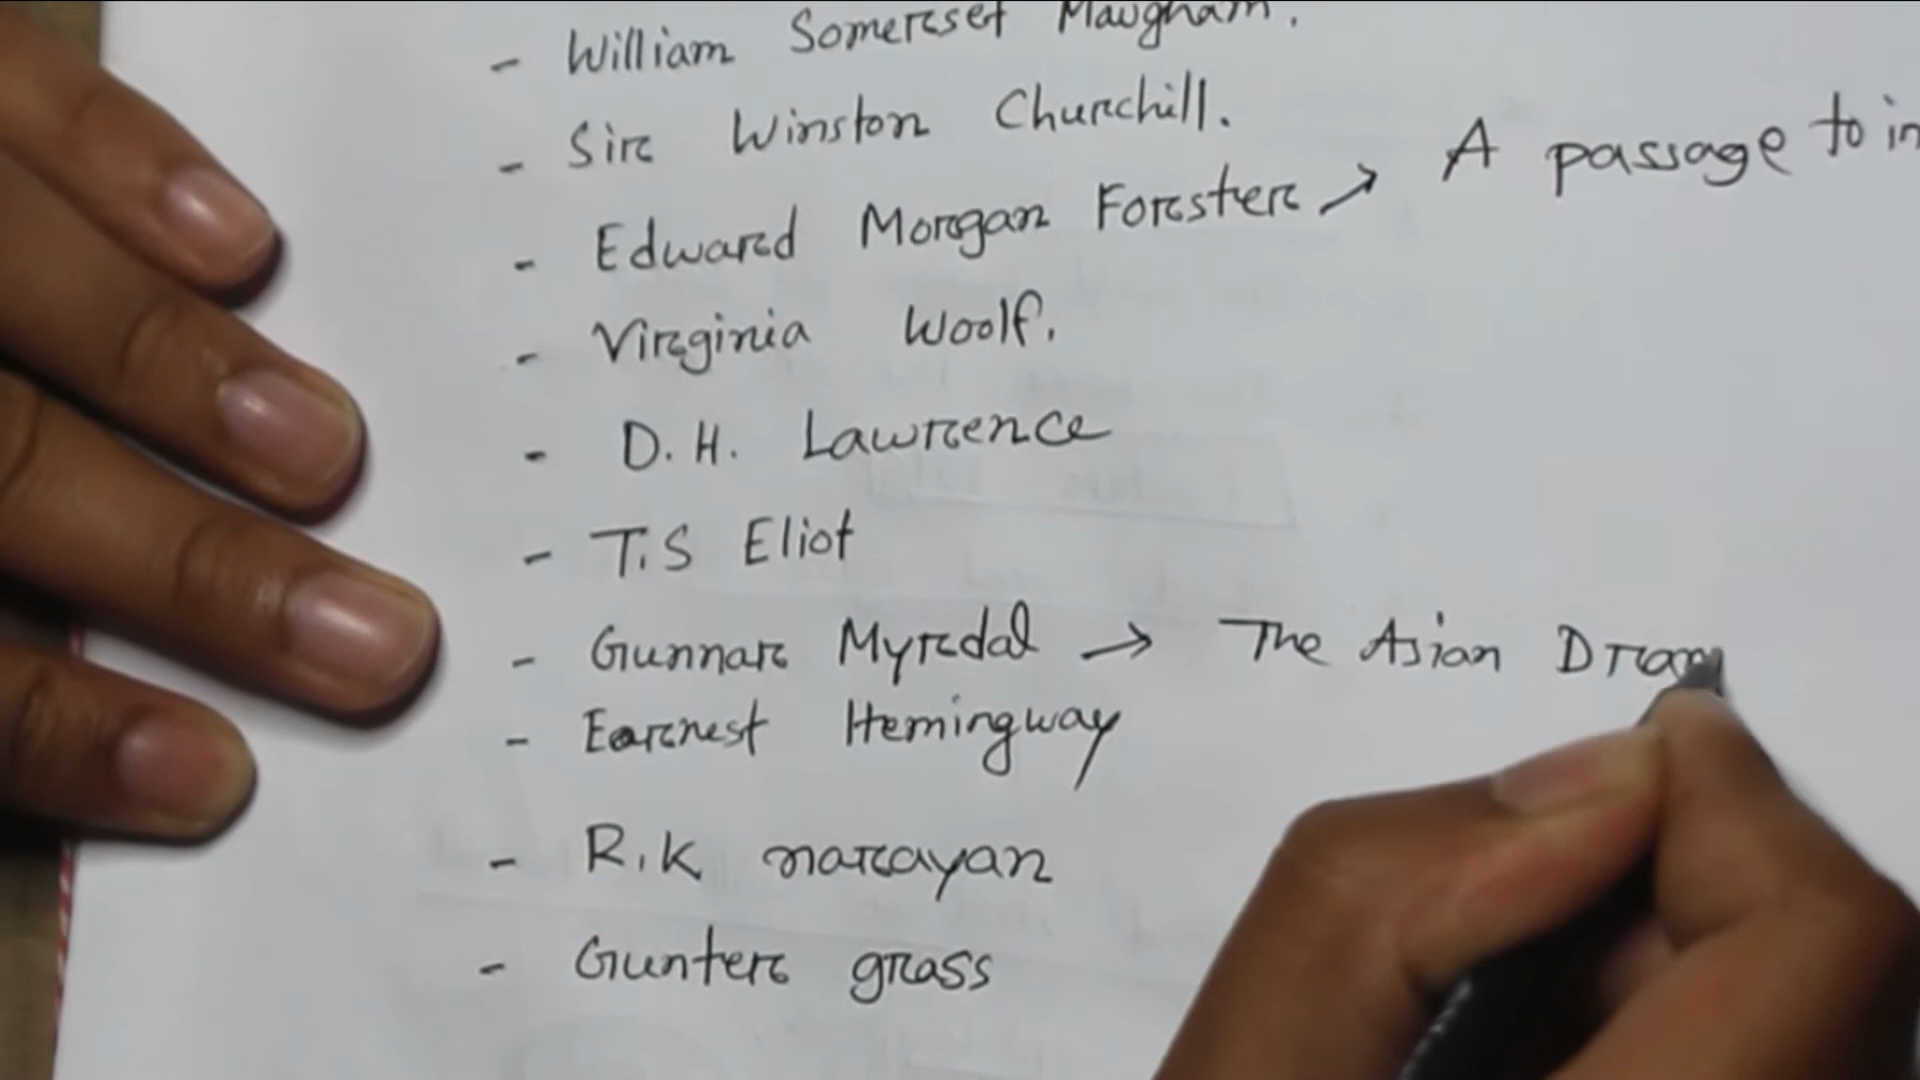 - William Somerset Maugham.
- Sir Winston Churchill.
- Edward Morgan Forster → A passage to in
- Virginia Woolf.
- D. H. Lawrence
- T.S Eliot
- Gunnar Myrdal → The Asian Dram
- Earnest Hemingway
- R.K narayan
- Gunter grass